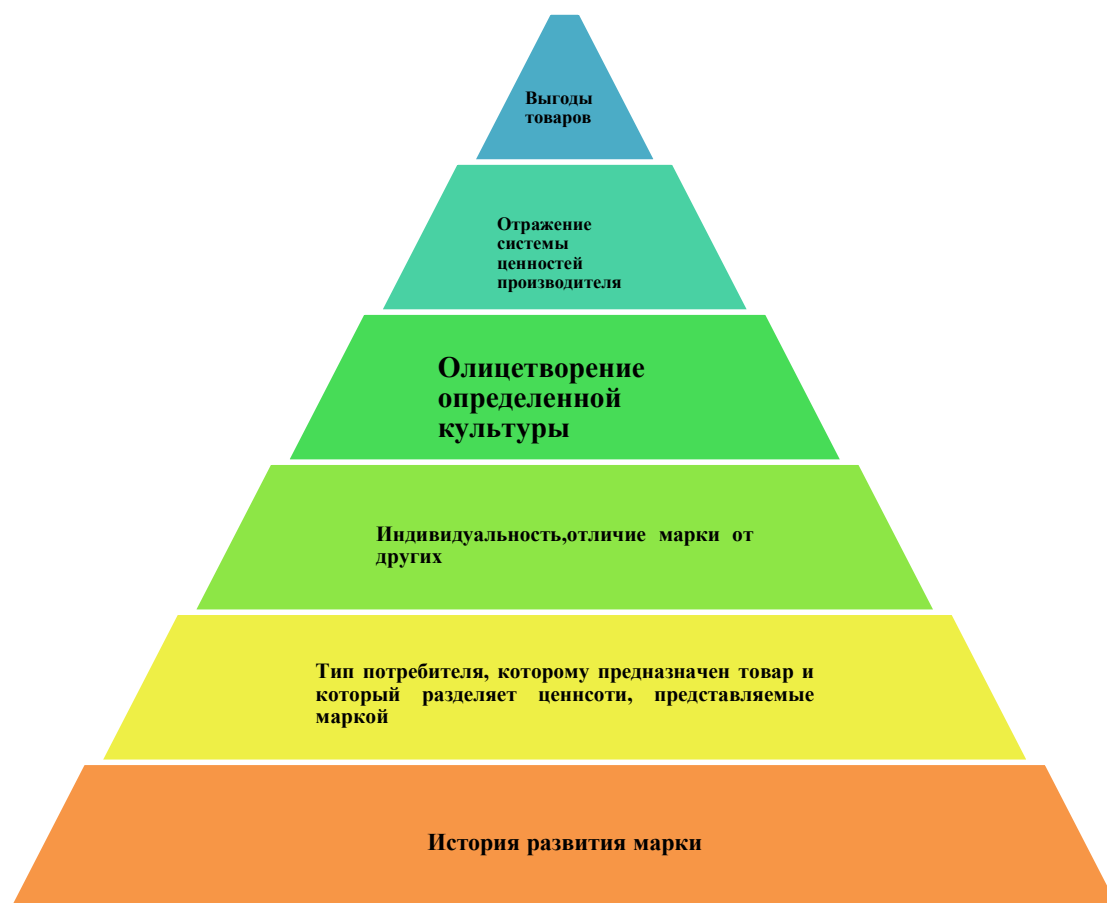 Выгоды
товаров
Отражение
системы
ценностей
производителя
Олицетворение
определенной
культуры
Индивидуальность,отличие марки от
других
Тип потребителя, которому предназначен товар и
который разделяет ценнсоти, представляемые
маркой
История развития марки